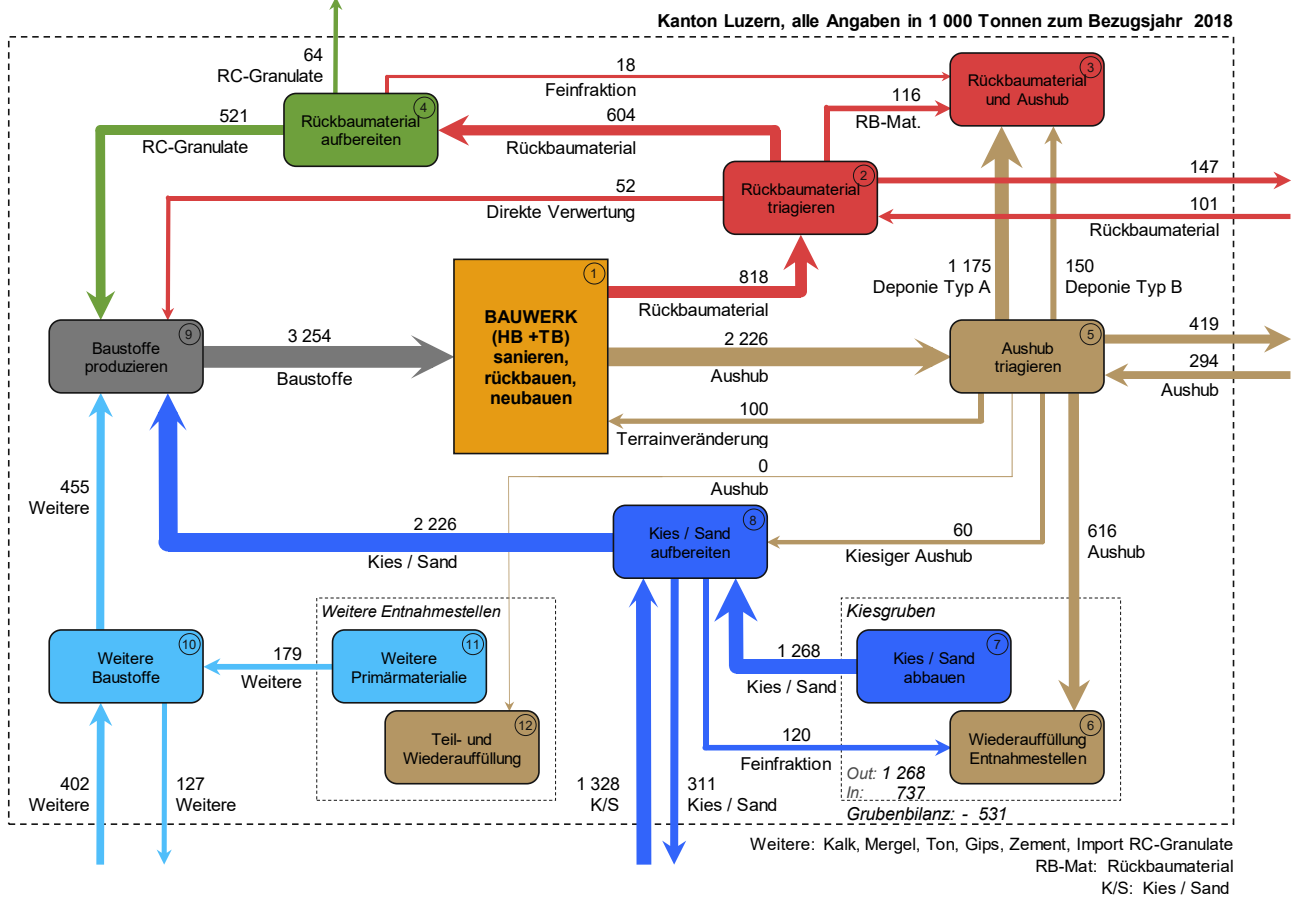 Kanton Luzern, alle Angaben in 1 000 Tonnen zum Bezugsjahr 2018
64
RC-Granulate
18
Feinfraktion
3
Rückbaumaterial
und Aushub
4
Rückbaumaterial
aufbereiten
521
RC-Granulate
604
Rückbaumaterial
116
RB-Mat.
2
Rückbaumaterial
triagieren
147
101
Rückbaumaterial
52
Direkte Verwertung
1 175
Deponie Typ A
150
Deponie Typ B
1
BAUWERK
(HB +TB)
sanieren,
rückbauen,
neubauen
818
Rückbaumaterial
9
Baustoffe
produzieren
3 254
Baustoffe
2 226
Aushub
5
Aushub
triagieren
419
294
Aushub
100
Terrainveränderung
0
Aushub
455
Weitere
2 226
Kies / Sand
8
Kies / Sand
aufbereiten
60
Kiesiger Aushub
616
Aushub
Weitere Entnahmestellen
Kiesgruben
10
Weitere
Baustoffe
179
Weitere
11
Weitere
Primärmaterialie
1 268
Kies / Sand
7
Kies / Sand
abbauen
12
Teil- und
Wiederauffüllung
6
Wiederauffüllung
Entnahmestellen
120
Feinfraktion
402
Weitere
127
Weitere
1 328
K/S
311
Kies / Sand
Out: 1 268
In: 737
Grubenbilanz: - 531
Weitere: Kalk, Mergel, Ton, Gips, Zement, Import RC-Granulate
RB-Mat: Rückbaumaterial
K/S: Kies / Sand